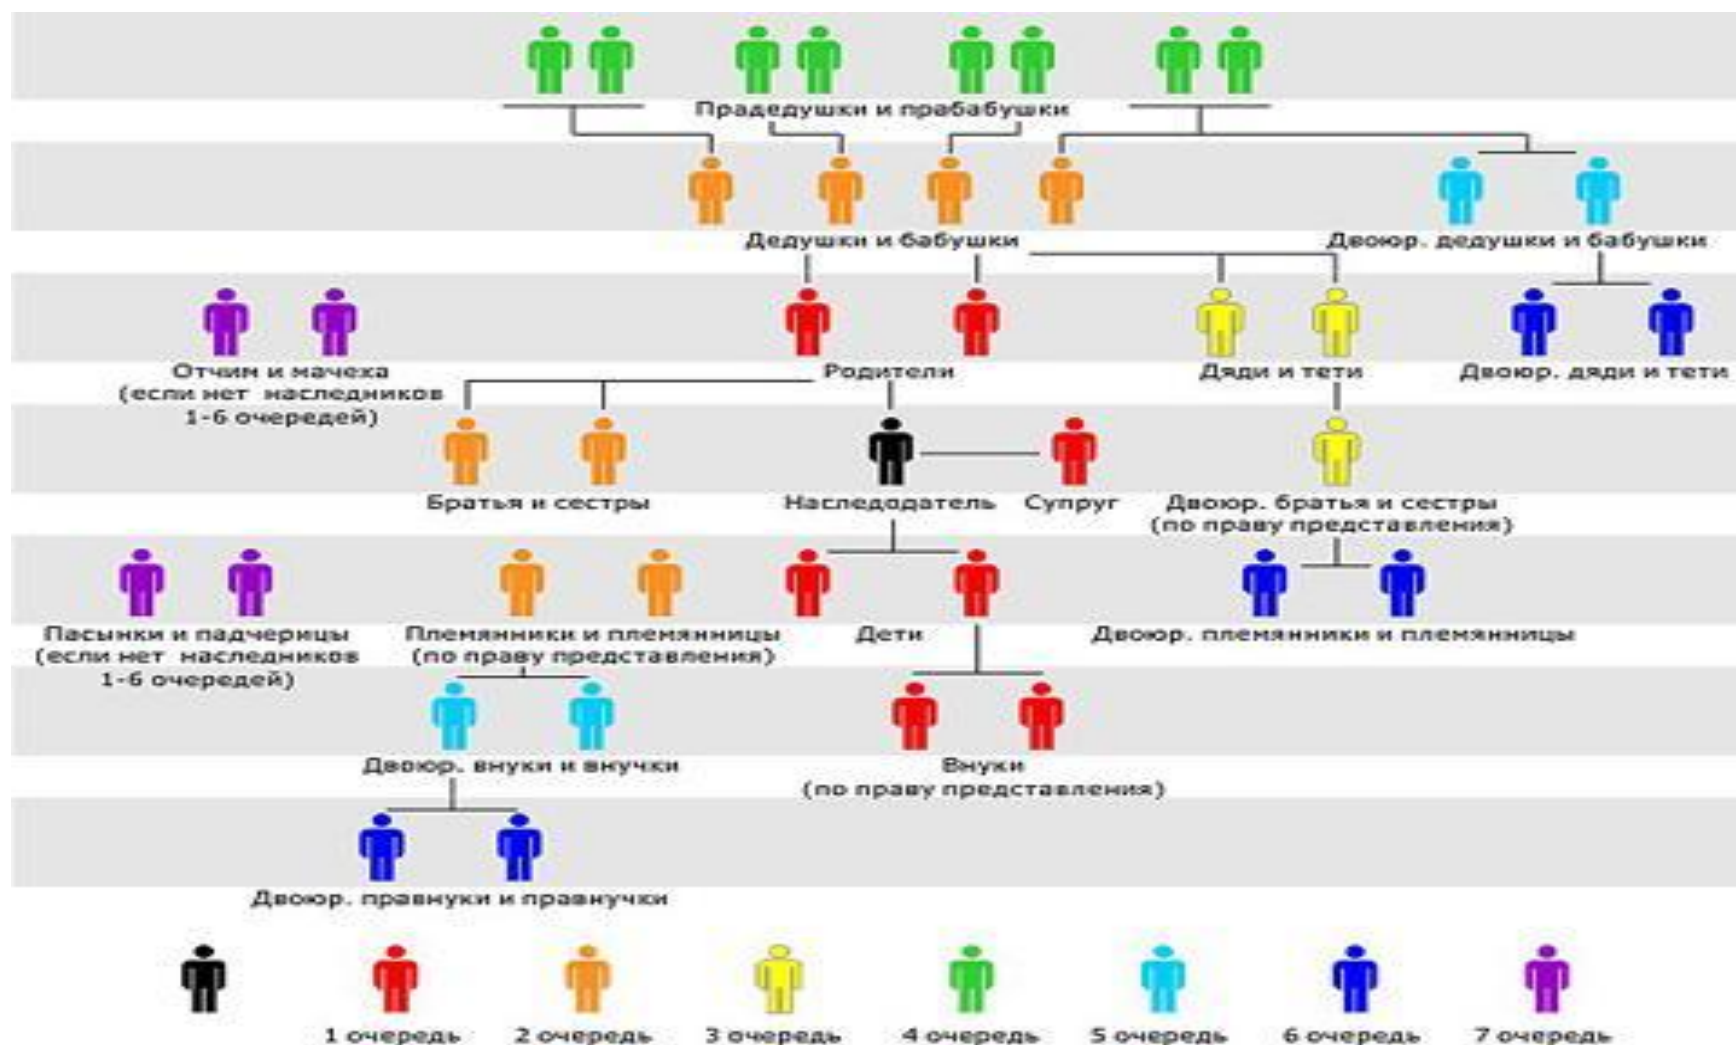 Прадедушки и прабабушки
Дедушки и бабушки
Двоюр. дедушки и бабушки
Отчим и мачеха
(если нет наследников
1-6 очередей)
Родители
Дяди и тети
Двоюр. дяди и тети
Братья и сестры
Наследодатель
Супруг
Двоюр. братья и сестры
(по праву представления)
Пасынки и падчерицы
(если нет наследников
1-6 очередей)
Племянники и племянницы
(по праву представления)
Дети
Двоюр. племянники и племянницы
Двоюр. внуки и внучки
Внуки
(по праву представления)
Двоюр. правнуки и правнучки
1 очередь
2 очередь
3 очередь
4 очередь
5 очередь
6 очередь
7 очередь